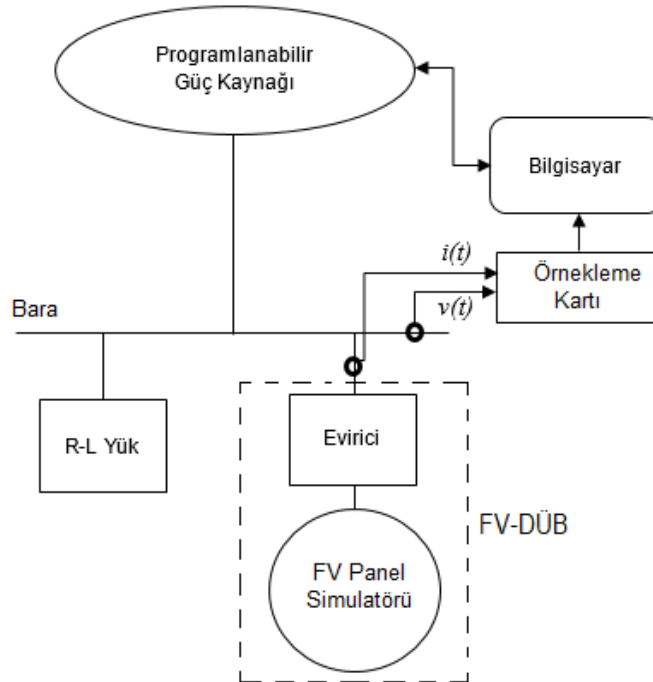 Programlanabilir
Güç Kaynağı
Bilgisayar
i(t)
Örnekleme
Kartı
v(t)
Bara
R-L Yük
Evirici
FV-DÜB
FV Panel
Simulatörü